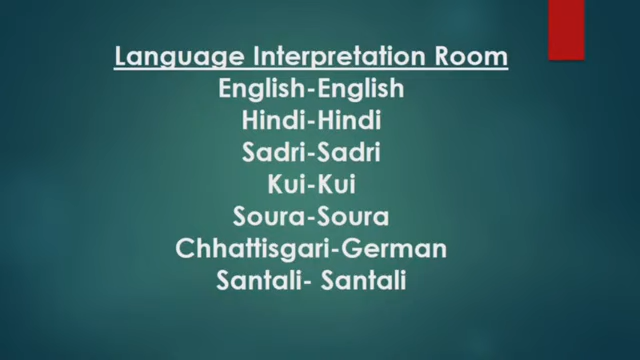 Language Interpretation Room
English-English
Hindi-Hindi
Sadri-Sadri
Kui-Kui
Soura-Soura
Chhattisgari-German
Santali- Santali